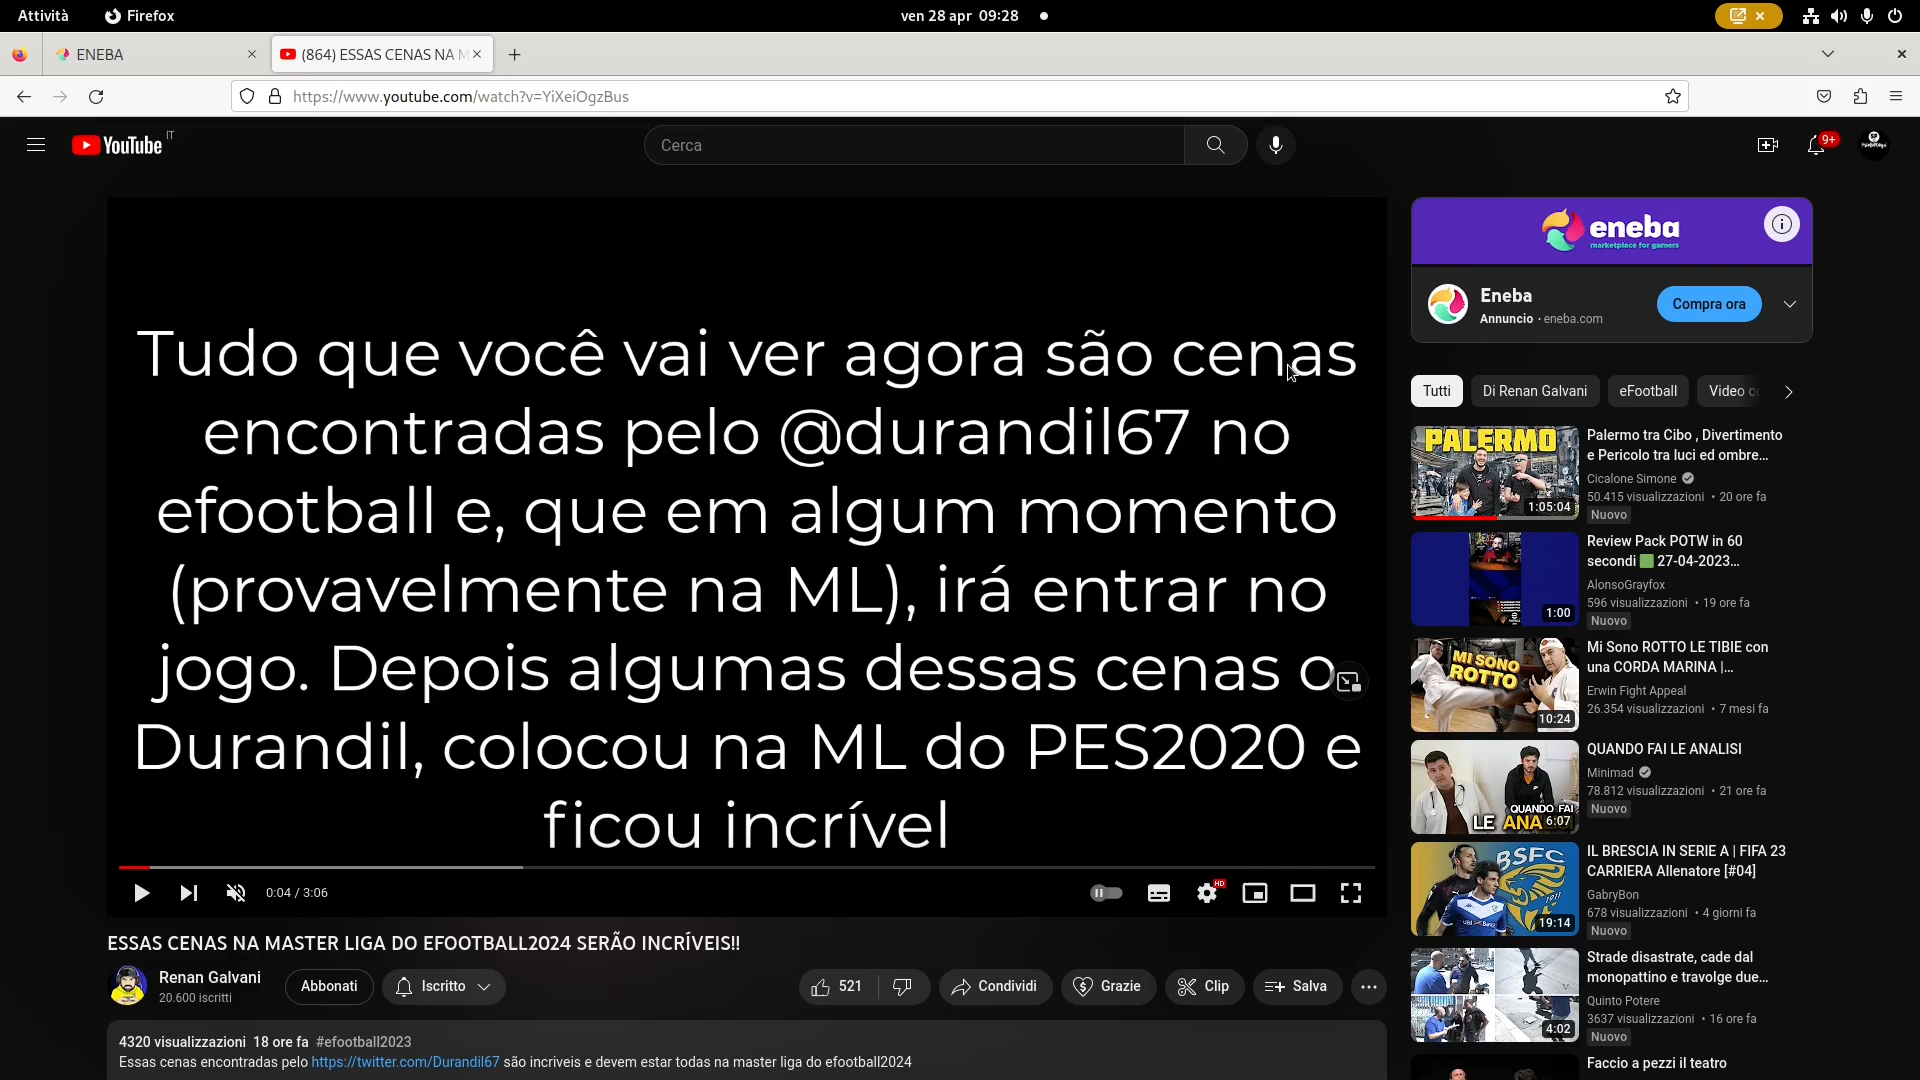 Attività
Firefox
ven 28 apr 09:28
ENEBA
(864) ESSAS CENAS NA M
https://www.youtube.com/watch?v=YiXeiOgzBus
YouTube IT
Cerca
9+
Tudo que você vai ver agora são cenas
encontradas pelo @durandil67 no
efootball e, que em algum momento
(provavelmente na ML), irá entrar no
jogo. Depois algumas dessas cenas o
Durandil, colocou na ML do PES2020 e
ficou incrível
0:04 / 3:06
HD
ESSAS CENAS NA MASTER LIGA DO EFOOTBALL2024 SERÃO INCRÍVEIS!!
Renan Galvani
20.600 iscritti
Abbonati
Iscritto
521
Condividi
Grazie
Clip
Salva
4320 visualizzazioni 18 ore fa #efootball2023
Essas cenas encontradas pelo https://twitter.com/Durandil67 são incriveis e devem estar todas na master liga do efootball2024
eneba
marketplace for gamers
Eneba
Annuncio · eneba.com
Compra ora
Tutti
Di Renan Galvani
eFootball
Video co
PALERMO
1:05:04
Palermo tra Cibo , Divertimento
e Pericolo tra luci ed ombre...
Cicalone Simone
50.415 visualizzazioni • 20 ore fa
Nuovo
1:00
Review Pack POTW in 60
secondi 🟩 27-04-2023...
AlonsoGrayfox
596 visualizzazioni • 19 ore fa
Nuovo
MI SONO
ROTTO
10:24
Mi Sono ROTTO LE TIBIE con
una CORDA MARINA |...
Erwin Fight Appeal
26.354 visualizzazioni • 7 mesi fa
QUANDO FAI
LE ANA
6:07
QUANDO FAI LE ANALISI
Minimad
78.812 visualizzazioni • 21 ore fa
Nuovo
BSFC
1911
19:14
IL BRESCIA IN SERIE A | FIFA 23
CARRIERA Allenatore [#04]
GabryBon
678 visualizzazioni • 4 giorni fa
Nuovo
4:02
Strade disastrate, cade dal
monopattino e travolge due...
Quinto Potere
3637 visualizzazioni • 16 ore fa
Nuovo
Faccio a pezzi il teatro